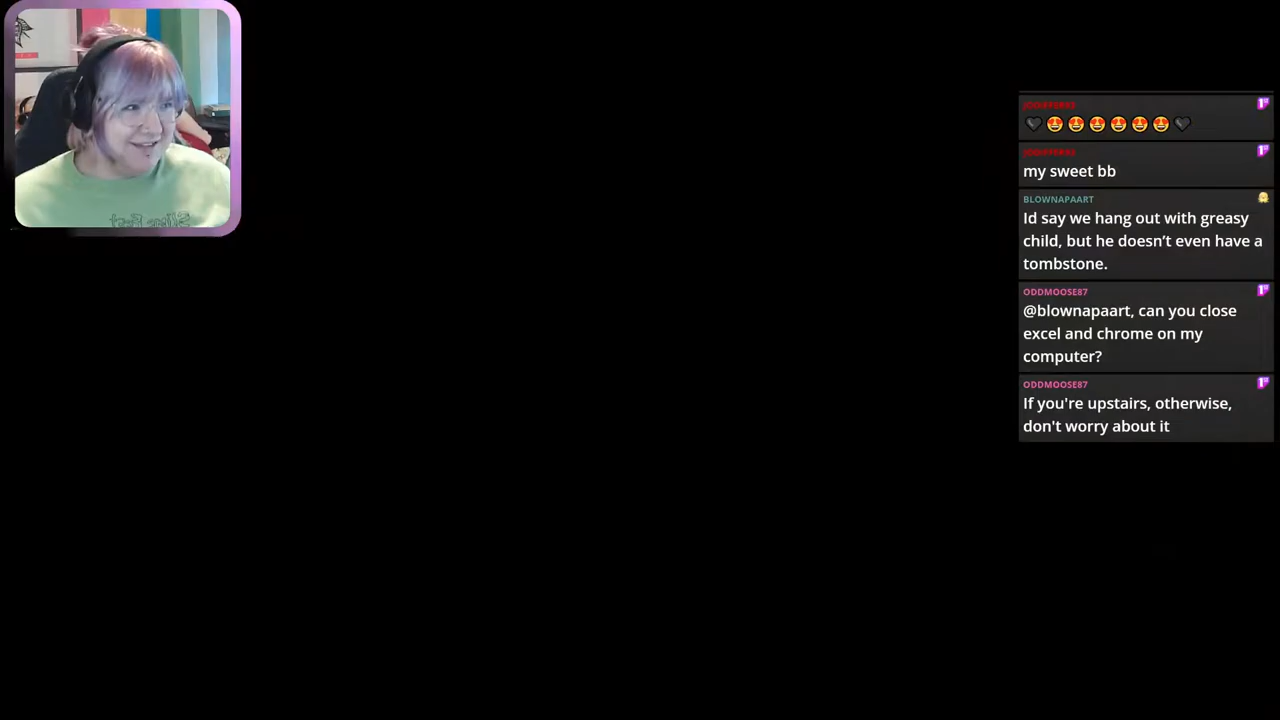 my sweet bb
BLOWNAPAART
Id say we hang out with greasy
child, but he doesn’t even have a
tombstone.
ODDMOOSE87
@blownapaart, can you close
excel and chrome on my
computer?
ODDMOOSE87
If you're upstairs, otherwise,
don't worry about it